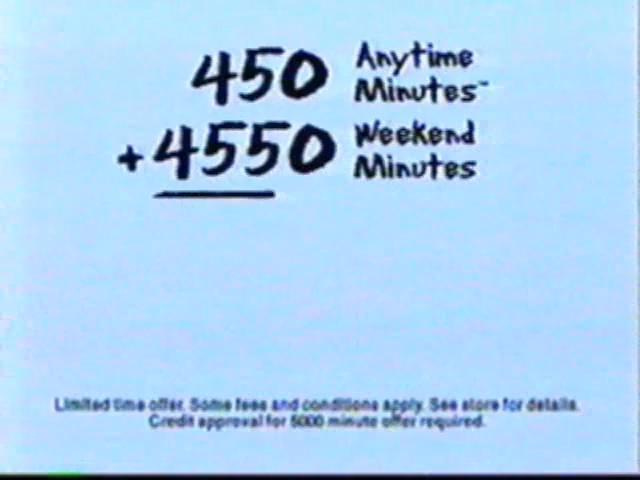 450 Anytime
Minutes™
+4550 Weekend
Minutes
Limited time offer. Some fees and conditions apply. See store for details.
Credit approval for 5000 minute offer required.